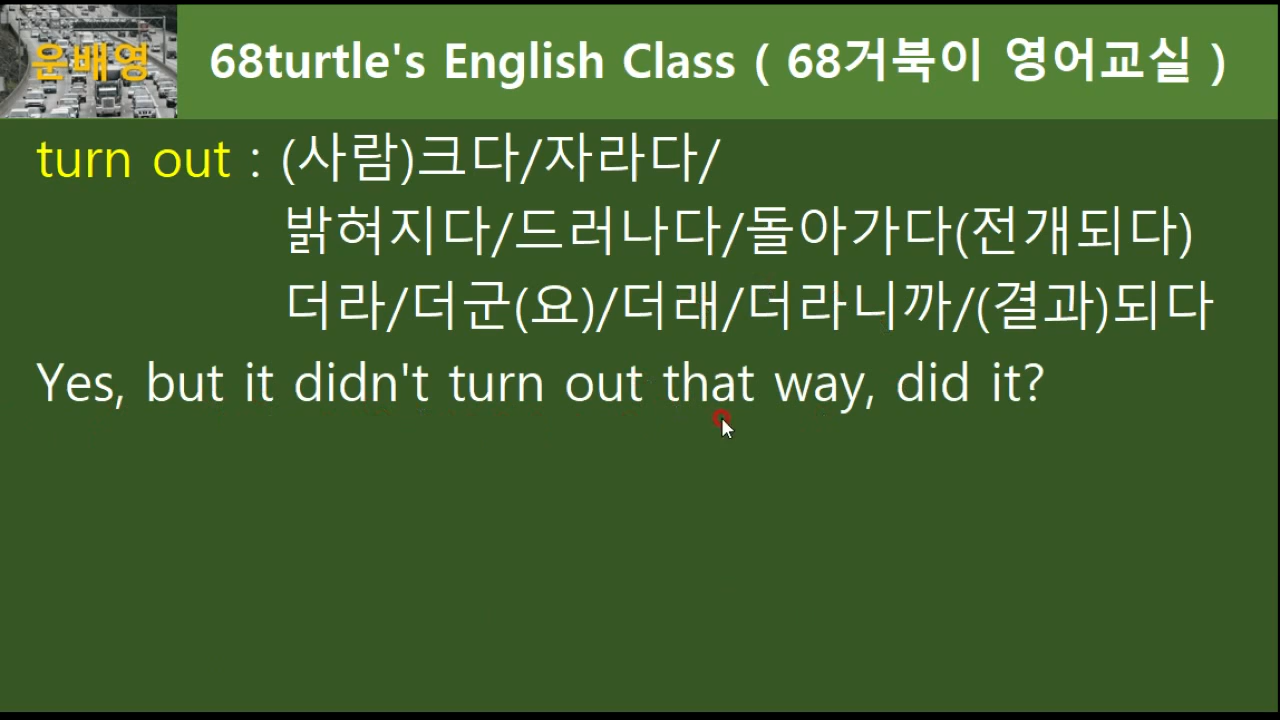 운배영
68turtle's English Class ( 68거북이 영어교실 )
turn out : (사람)크다/자라다/
밝혀지다/드러나다/돌아가다(전개되다)
더라/더군(요)/더래/더라니까/(결과)되다
Yes, but it didn't turn out that way, did it?